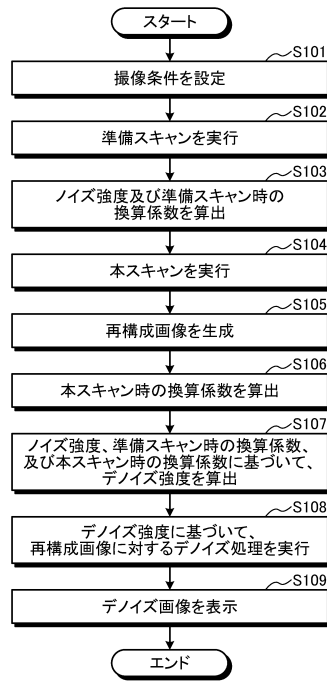 スタート
S101
撮像条件を設定
S102
準備スキャンを実行
S103
ノイズ強度及び準備スキャン時の
換算係数を算出
S104
本スキャンを実行
S105
再構成画像を生成
S106
本スキャン時の換算係数を算出
S107
ノイズ強度、準備スキャン時の換算係数、
及び本スキャン時の換算係数に基づいて、
デノイズ強度を算出
S108
デノイズ強度に基づいて、
再構成画像に対するデノイズ処理を実行
S109
デノイズ画像を表示
エンド